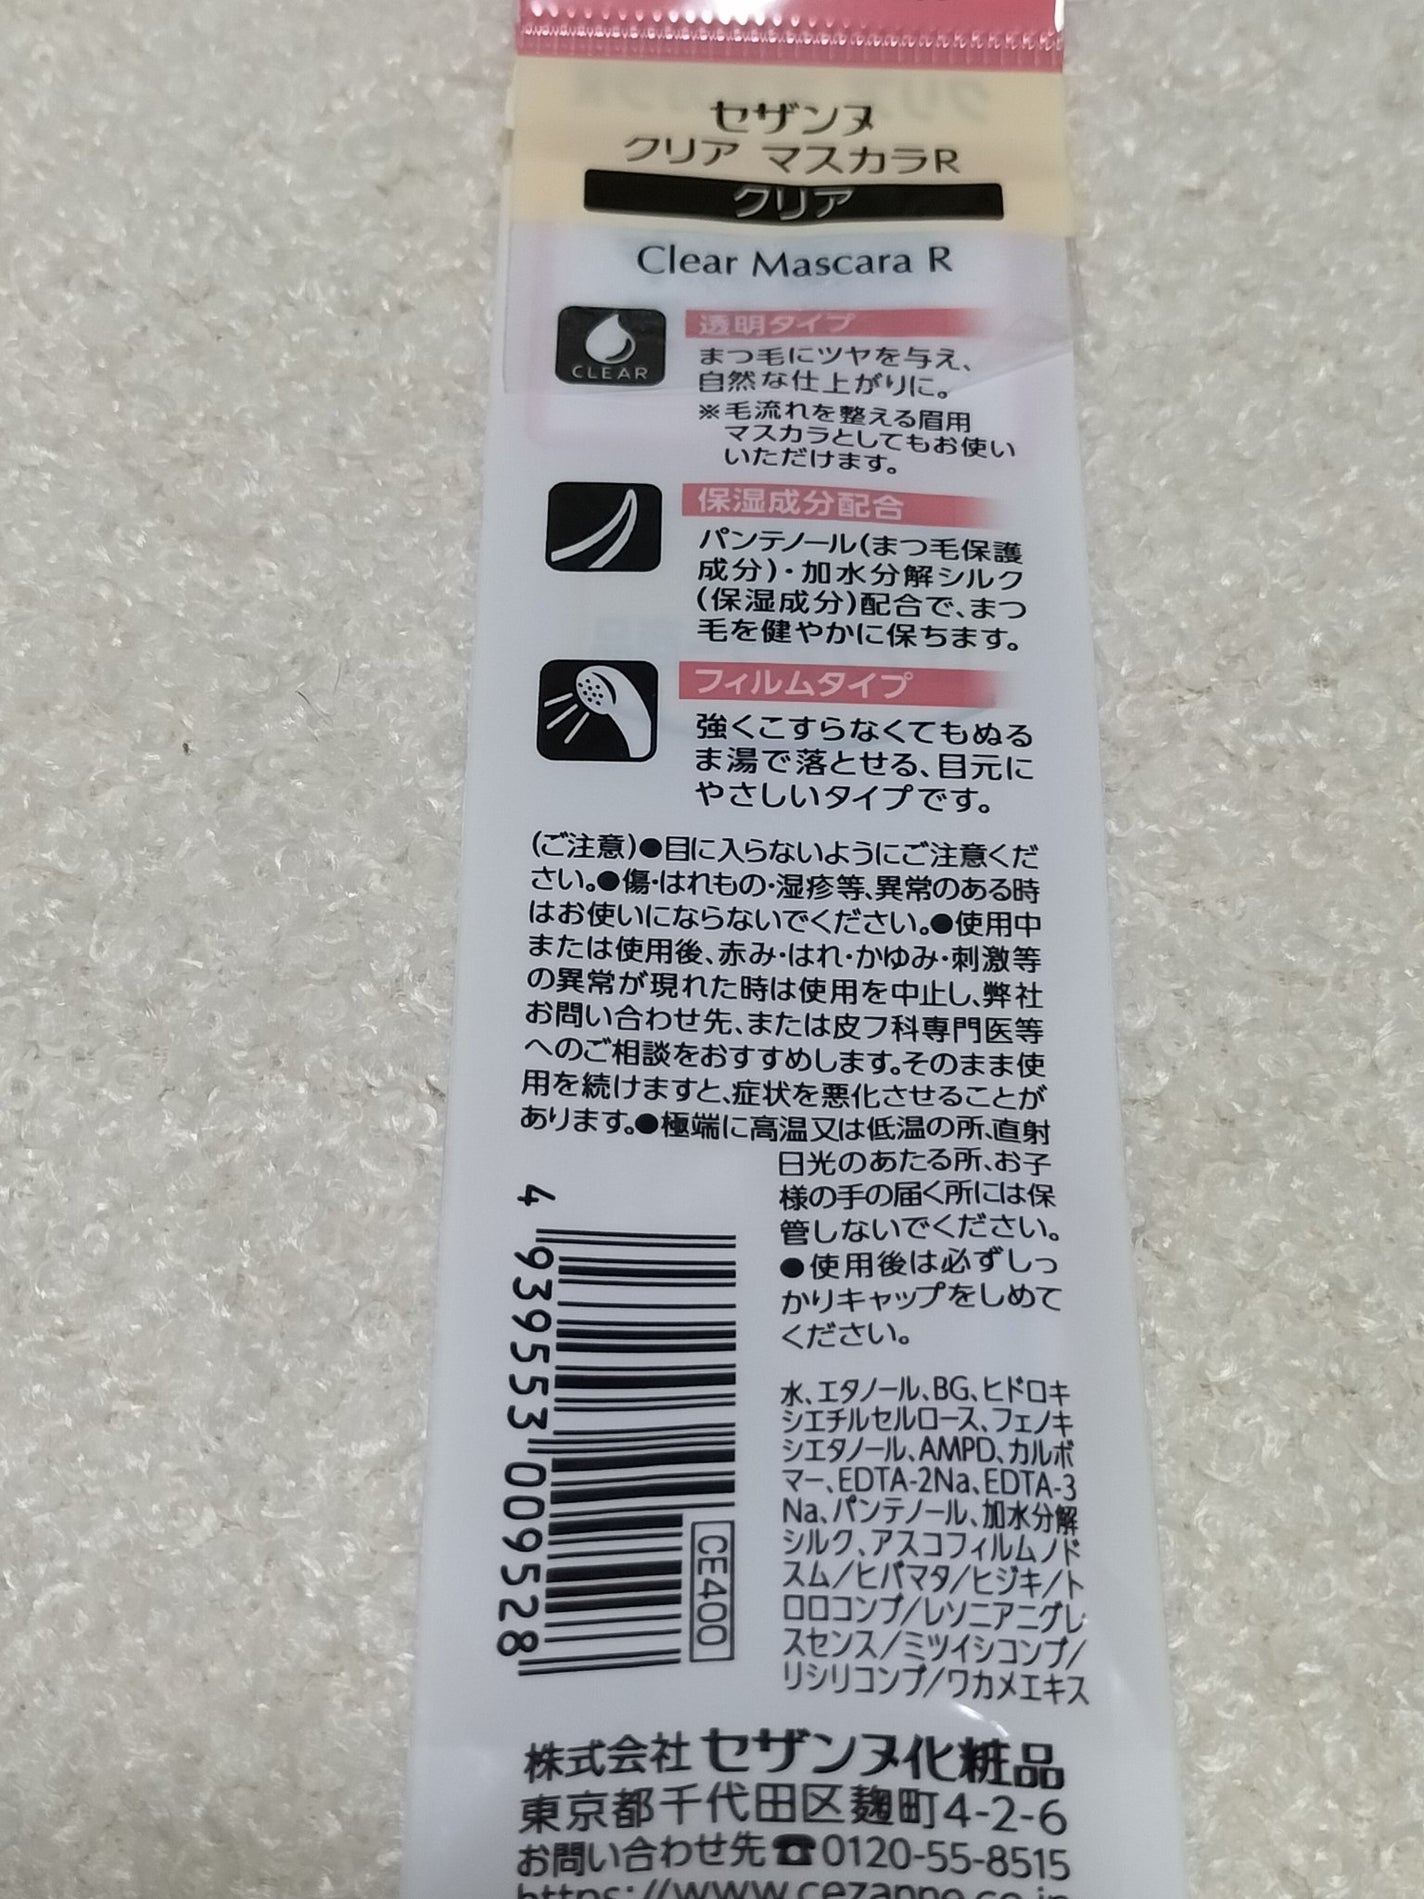 セザンヌ
クリア マスカラR
クリア
Clear Mascara R
CLEAR
透明タイプ
まつ毛にツヤを与え、
自然な仕上がりに。
※毛流れを整える眉用
マスカラとしてもお使い
いただけます。
保湿成分配合
パンテノール(まつ毛保護
成分)・加水分解シルク
(保湿成分)配合で、まつ
毛を健やかに保ちます。
フィルムタイプ
強くこすらなくてもぬる
ま湯で落とせる、目元に
やさしいタイプです。
(ご注意)●目に入らないようにご注意くだ
さい。●傷・はれもの・湿疹等、異常のある時
はお使いにならないでください。●使用中
または使用後、赤み・はれ・かゆみ・刺激等
の異常が現れた時は使用を中止し、弊社
お問い合わせ先、または皮フ科専門医等
へのご相談をおすすめします。そのまま使
用を続けますと、症状を悪化させることが
あります。●極端に高温又は低温の所、直射
日光のあたる所、お子
様の手の届く所には保
管しないでください。
●使用後は必ずしっ
かりキャップをしめて
ください。
水、エタノール、BG、ヒドロキ
シエチルセルロース、フェノキ
シエタノール、AMPD、カルボ
マー、EDTA-2Na、EDTA-3
Na、パンテノール、加水分解
シルク、アスコフィルムノド
スム/ヒバマタ/ヒジキ/ト
ロロコンブ/レソニアニグレ
スセンス/ミツイシコンブ/
リシリコンブ/ワカメエキス
4 939553 009528
CE400
株式会社 セザンヌ化粧品
東京都千代田区麹町4-2-6
お問い合わせ先☎0120-55-8515
https://www.cezanne.co.jp